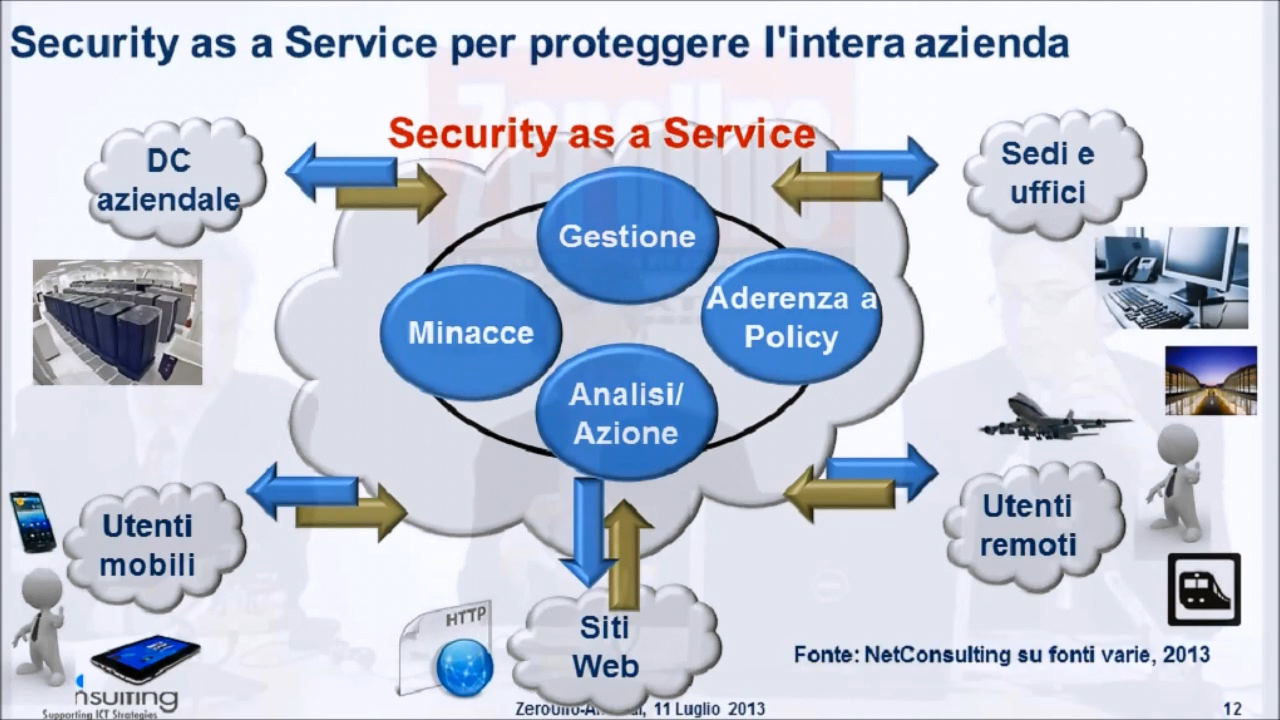 Security as a Service per proteggere l'intera azienda
Security as a Service
DC
aziendale
Sedi e
uffici
Gestione
Minacce
Aderenza a
Policy
Analisi/
Azione
Utenti
mobili
Utenti
remoti
HTTP
Siti
Web
Fonte: NetConsulting su fonti varie, 2013
nsulting
Supporting ICT Strategies
11 Luglio 2013
12